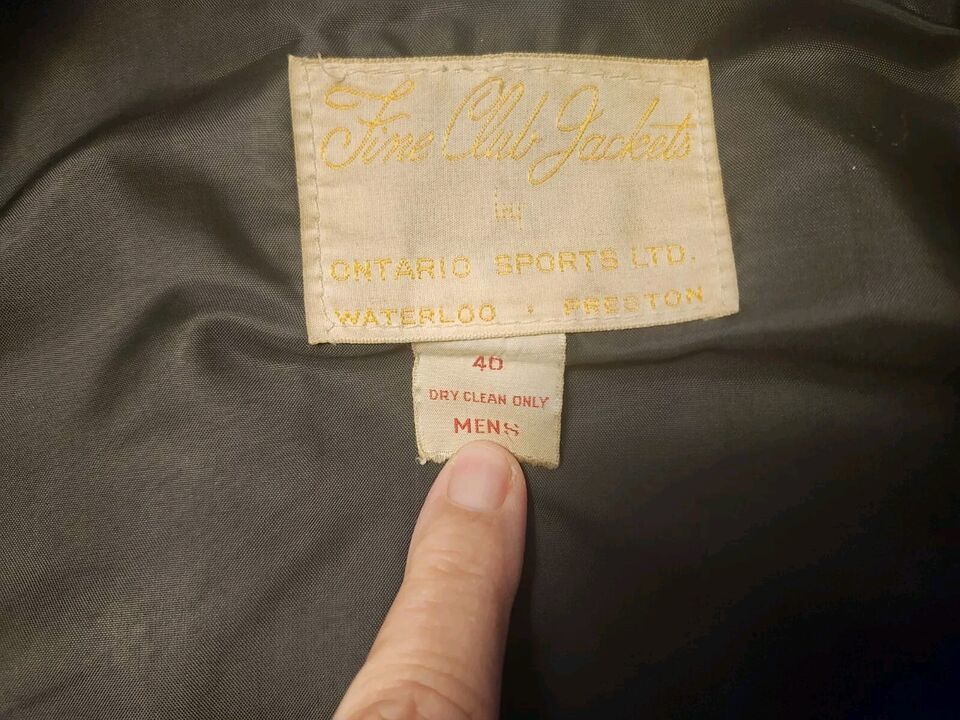 Fine Club Jackets
by
ONTARIO SPORTS LTD.
WATERLOO · PRESTON
40
DRY CLEAN ONLY
MENS